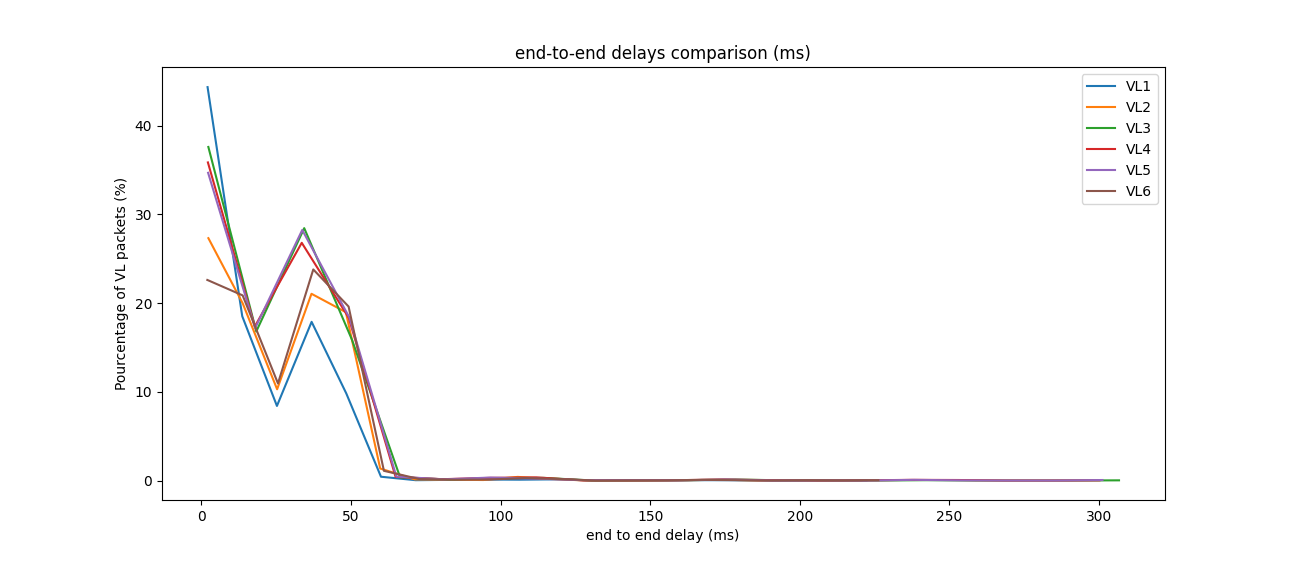 end-to-end delays comparison (ms)
VL1
VL2
VL3
VL4
VL5
VL6
Pourcentage of VL packets (%)
40
30
20
10
0
0 50 100 150 200 250 300
end to end delay (ms)